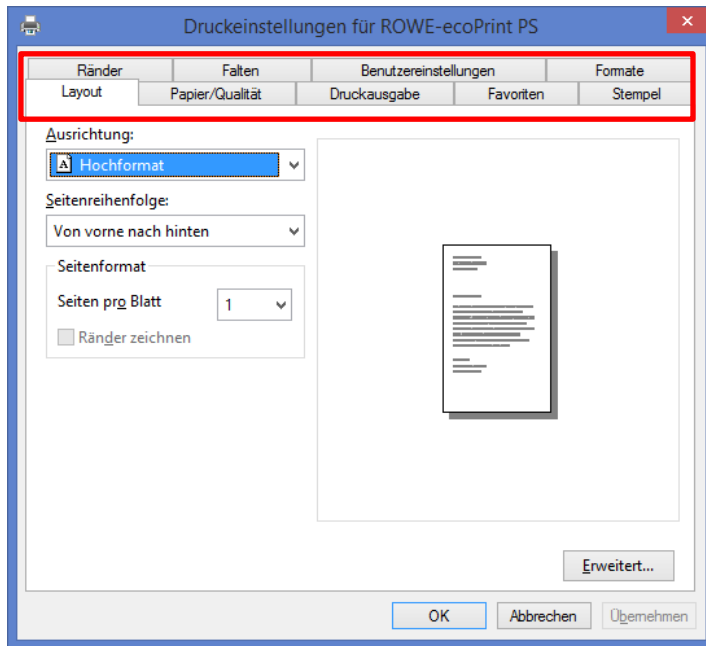 Druckeinstellungen für ROWE-ecoPrint PS
Ränder Falten Benutzereinstellungen Formate
Layout Papier/Qualität Druckausgabe Favoriten Stempel
Ausrichtung:
A Hochformat
Seitenreihenfolge:
Von vorne nach hinten
Seitenformat
Seiten pro Blatt 1
Ränder zeichnen
Erweitert...
OK Abbrechen Übernehmen